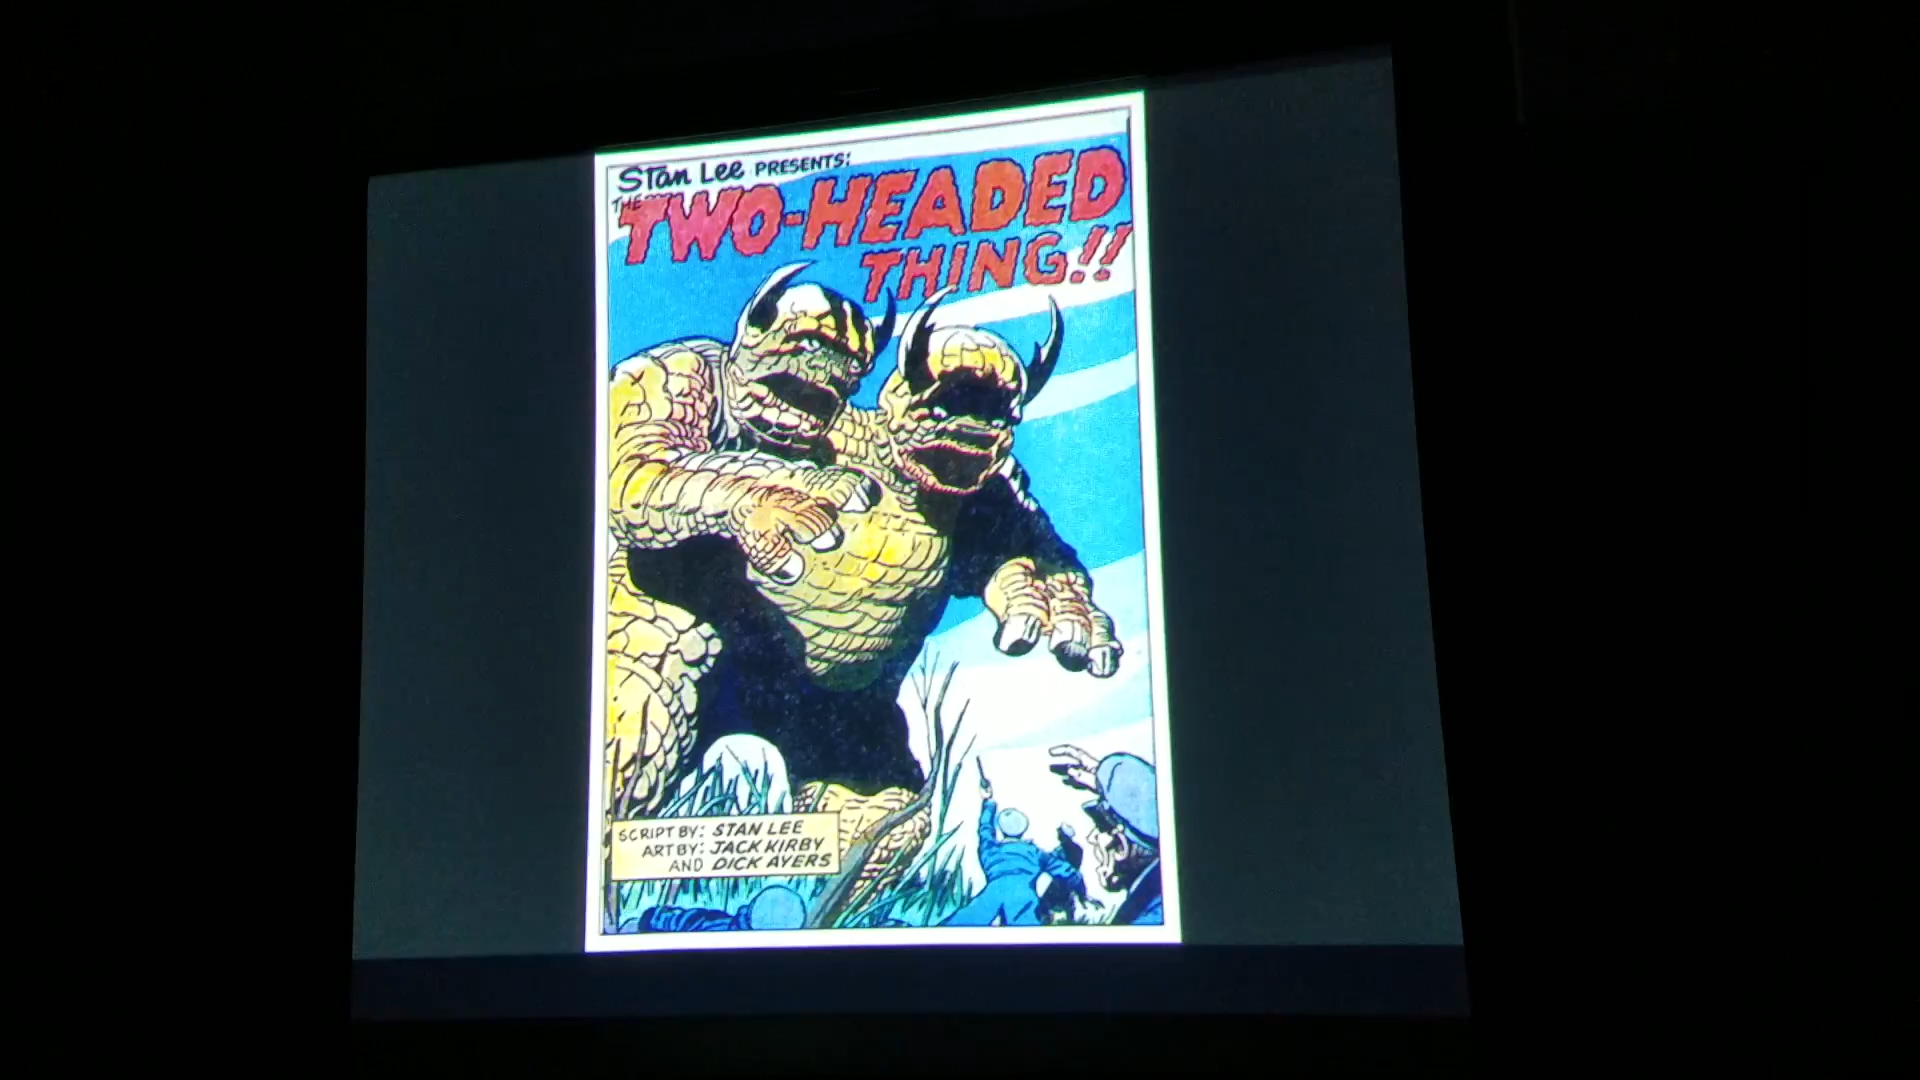 Stan Lee PRESENTS:
THE
TWO-HEADED
THING!!
SCRIPT BY: STAN LEE
ART BY: JACK KIRBY
AND DICK AYERS